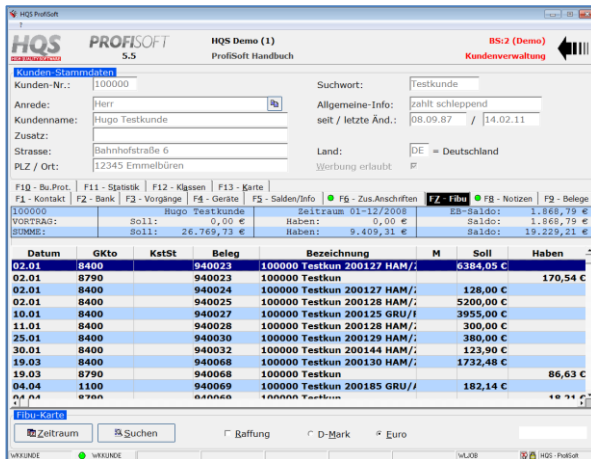 HQS ProfiSoft
HQS
HIGH QUALITY SOFTWARE
PROFISOFT
5.5
HQS Demo (1)
ProfiSoft Handbuch
BS:2 (Demo)
Kundenverwaltung
Kunden-Stammdaten
Kunden-Nr.: 100000 Suchwort: Testkunde
Anrede: Herr Allgemeine-Info: zahlt schleppend
Kundenname: Hugo Testkunde seit / letzte Änd.: 08.09.87 / 14.02.11
Zusatz:
Strasse: Bahnhofstraße 6 Land: DE = Deutschland
PLZ / Ort: 12345 Emmelbüren Werbung erlaubt
F10 - Bu.Prot. F11 - Statistik F12 - Klassen F13 - Karte
F1 - Kontakt F2 - Bank F3 - Vorgänge F4 - Geräte F5 - Salden/Info F6 - Zus.Anschriften F7 - Fibu F8 - Notizen F9 - Belege
100000 Hugo Testkunde Zeitraum 01-12/2008 EB-Saldo: 1.868,79 €
VORTRAG: Soll: 0,00 € Haben: 0,00 € Saldo: 1.868,79 €
SUMME: Soll: 26.769,73 € Haben: 9.409,31 € Saldo: 19.229,21 €
Datum GKto KstSt Beleg Bezeichnung M Soll Haben
02.01 8400 940023 100000 Testkun 200127 HAM/ 6384,05 €
02.01 8790 940023 100000 Testkun 170,54 €
02.01 8400 940024 100000 Testkun 200127 HAM/ 128,00 €
02.01 8400 940025 100000 Testkun 200128 HAM/ 5200,00 €
10.01 8400 940027 100000 Testkun 200125 GRU/ 3955,00 €
11.01 8400 940028 100000 Testkun 200128 HAM/ 300,00 €
25.01 8400 940030 100000 Testkun 200129 HAM/ 380,00 €
30.01 8400 940032 100000 Testkun 200144 HAM/ 123,90 €
19.03 8400 940068 100000 Testkun 200130 HAM/ 1732,48 €
19.03 8790 940068 100000 Testkun 86,63 €
04.04 1100 940069 100000 Testkun 200185 GRU/ 182,14 €
04.04 8790 940069 100000 Testkun 18,21 €
Fibu-Karte
Zeitraum Suchen Raffung D-Mark Euro
WKKUNDE WKKUNDE WLJOB HQS - ProfiSoft